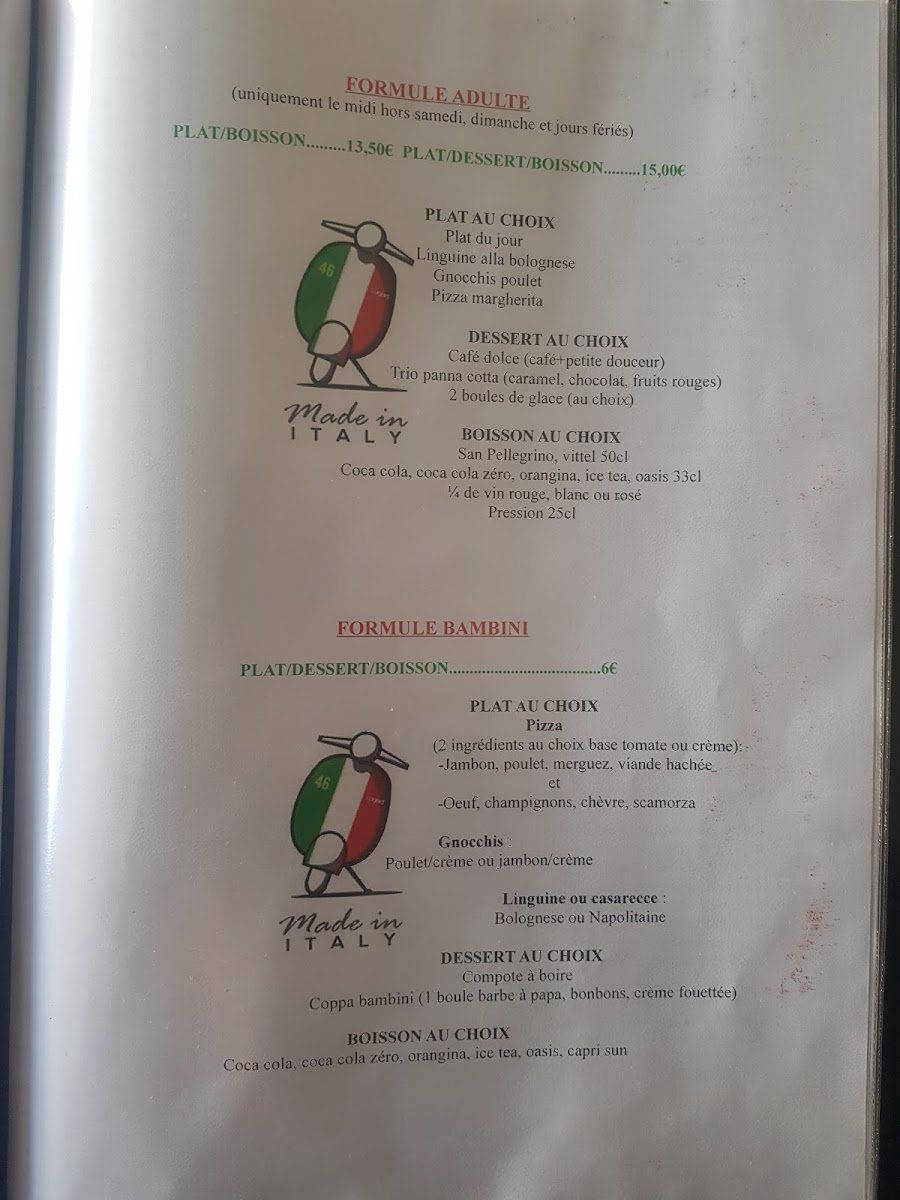 FORMULE ADULTE
(uniquement le midi hors samedi, dimanche et jours fériés)
PLAT/BOISSON.........13,50€ PLAT/DESSERT/BOISSON.........15,00€
PLAT AU CHOIX
Plat du jour
Linguine alla bolognese
Gnocchis poulet
Pizza margherita
46
DESSERT AU CHOIX
Café dolce (café+petite douceur)
Trio panna cotta (caramel, chocolat, fruits rouges)
2 boules de glace (au choix)
Made in
ITALY
BOISSON AU CHOIX
San Pellegrino, vittel 50cl
Coca cola, coca cola zéro, orangina, ice tea, oasis 33cl
¼ de vin rouge, blanc ou rosé
Pression 25cl
FORMULE BAMBINI
PLAT/DESSERT/BOISSON....................................6€
PLAT AU CHOIX
Pizza
(2 ingrédients au choix base tomate ou crème):
-Jambon, poulet, merguez, viande hachée
et
-Oeuf, champignons, chèvre, scamorza
46
Gnocchis :
Poulet/crème ou jambon/crème
Linguine ou casarecce :
Bolognese ou Napolitaine
Made in
ITALY
DESSERT AU CHOIX
Compote à boire
Coppa bambini (1 boule barbe à papa, bonbons, crème fouettée)
BOISSON AU CHOIX
Coca cola, coca cola zéro, orangina, ice tea, oasis, capri sun